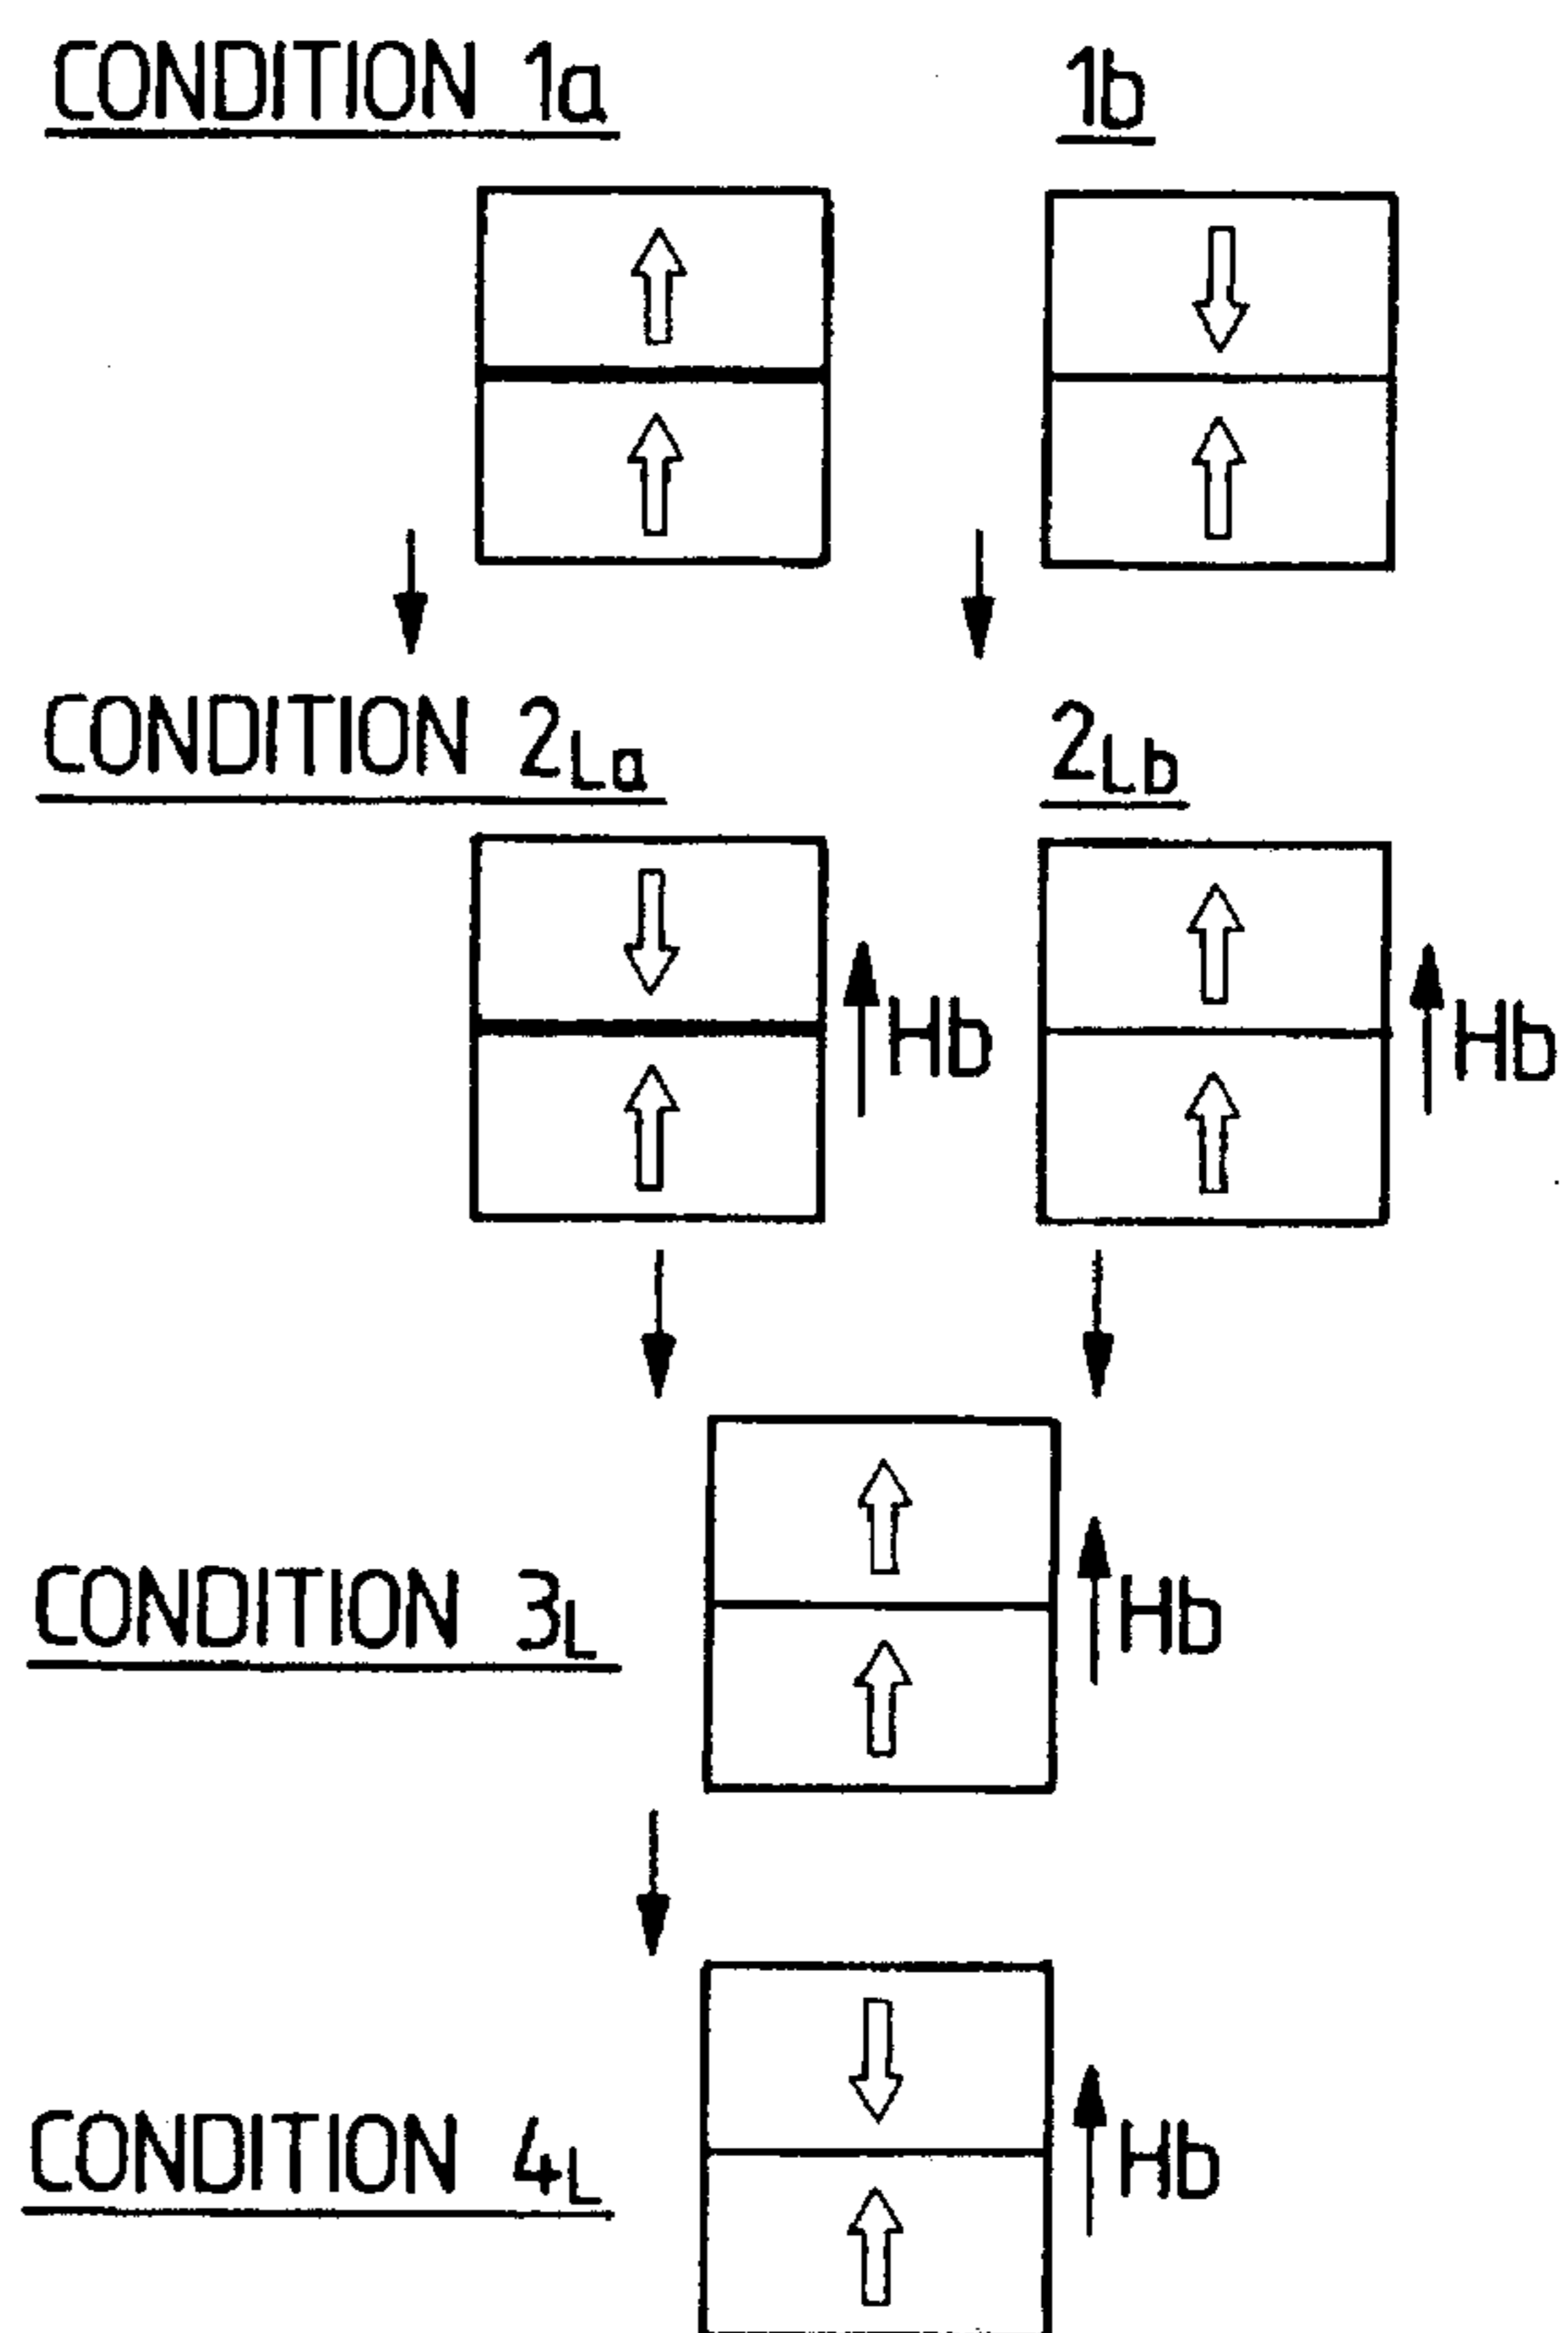 CONDITION 1a
1b
CONDITION 2La
2Lb
Hb
Hb
CONDITION 3L
Hb
CONDITION 4L
Hb